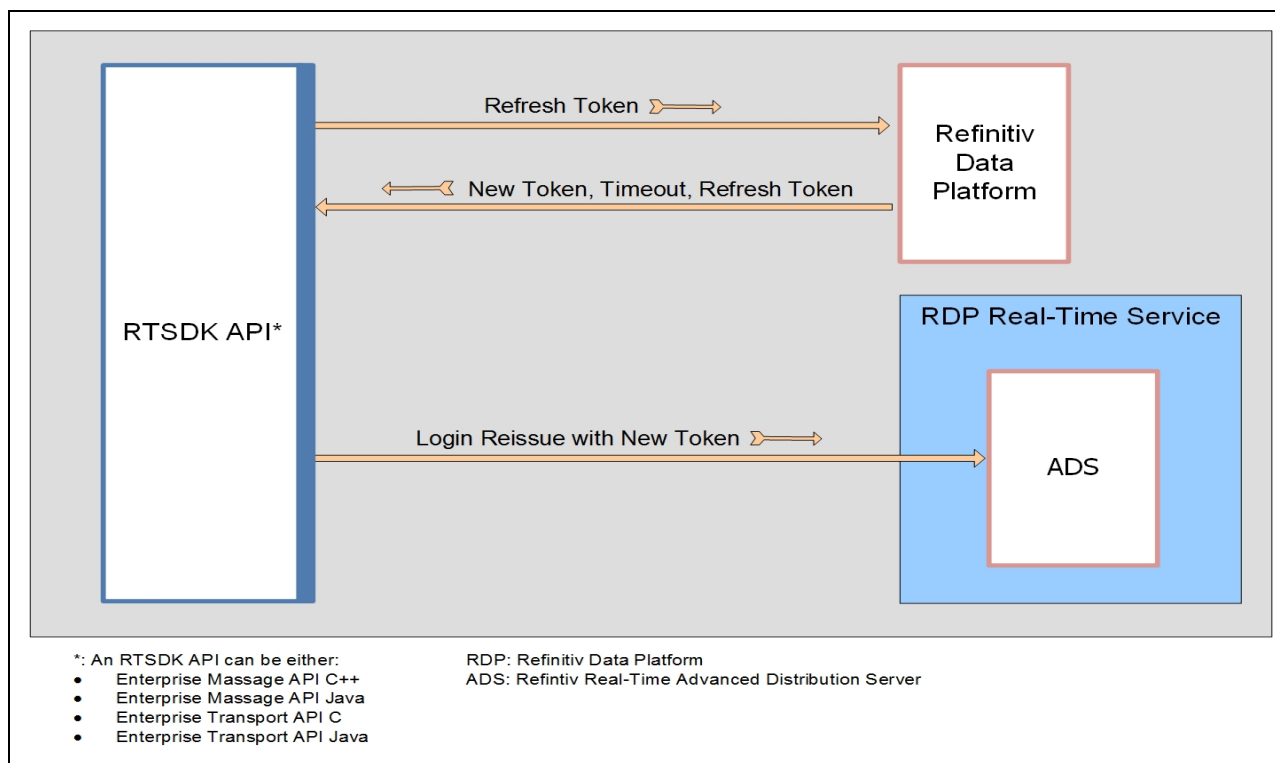 Refresh Token
Refinitiv
Data
Platform
New Token, Timeout, Refresh Token
RTSDK API*
RDP Real-Time Service
Login Reissue with New Token
ADS
*: An RTSDK API can be either:
• Enterprise Massage API C++
• Enterprise Massage API Java
• Enterprise Transport API C
• Enterprise Transport API Java
RDP: Refinitiv Data Platform
ADS: Refintiv Real-Time Advanced Distribution Server